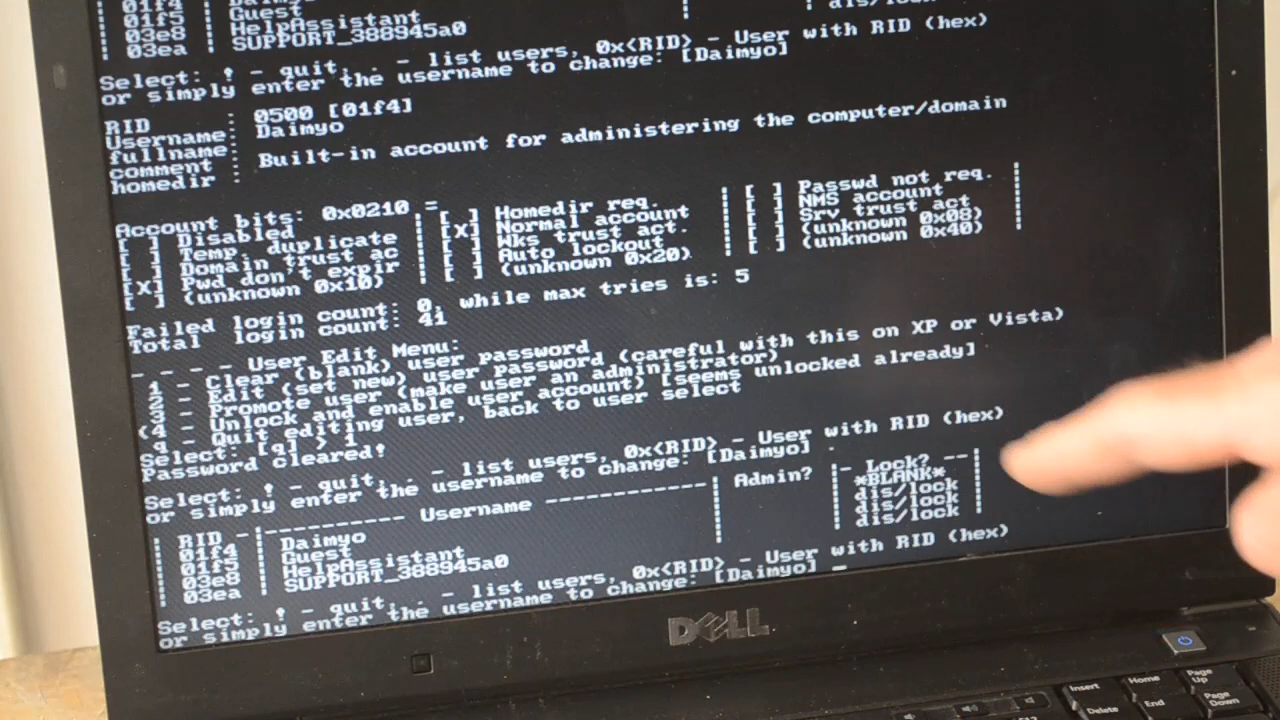 01f4
01f5 | Guest
03e8 | HelpAssistant
03ea | SUPPORT_388945a0
Select: ! - quit, . - list users, 0x<RID> - User with RID (hex)
or simply enter the username to change: [Daimyo]
RID : 0500 [01f4]
Username: Daimyo
fullname:
comment : Built-in account for administering the computer/domain
homedir :
Account bits: 0x0210 =
[ ] Disabled | [ ] Homedir req. | [ ] Passwd not req. |
[ ] Temp. duplicate | [X] Normal account | [ ] NMS account |
[ ] Domain trust ac | [ ] Wks trust act. | [ ] Srv trust act |
[X] Pwd don't expir | [ ] Auto lockout | [ ] (unknown 0x08) |
[ ] (unknown 0x10) | [ ] (unknown 0x20) | [ ] (unknown 0x40) |
Failed login count: 0, while max tries is: 5
Total login count: 41
- - - - User Edit Menu:
1 - Clear (blank) user password
2 - Edit (set new) user password (careful with this on XP or Vista)
3 - Promote user (make user an administrator)
(4 - Unlock and enable user account) [seems unlocked already]
q - Quit editing user, back to user select
Select: [q] > 1
Password cleared!
Select: ! - quit, . - list users, 0x<RID> - User with RID (hex)
or simply enter the username to change: [Daimyo] .
| RID -|---------- Username ------------| Admin? |- Lock? --|
| 01f4 | Daimyo | | *BLANK* |
| 01f5 | Guest | | dis/lock |
| 03e8 | HelpAssistant | | dis/lock |
| 03ea | SUPPORT_388945a0 | | dis/lock |
Select: ! - quit, . - list users, 0x<RID> - User with RID (hex)
or simply enter the username to change: [Daimyo] _
DELL
Insert Home Page Up
Delete End Page Down